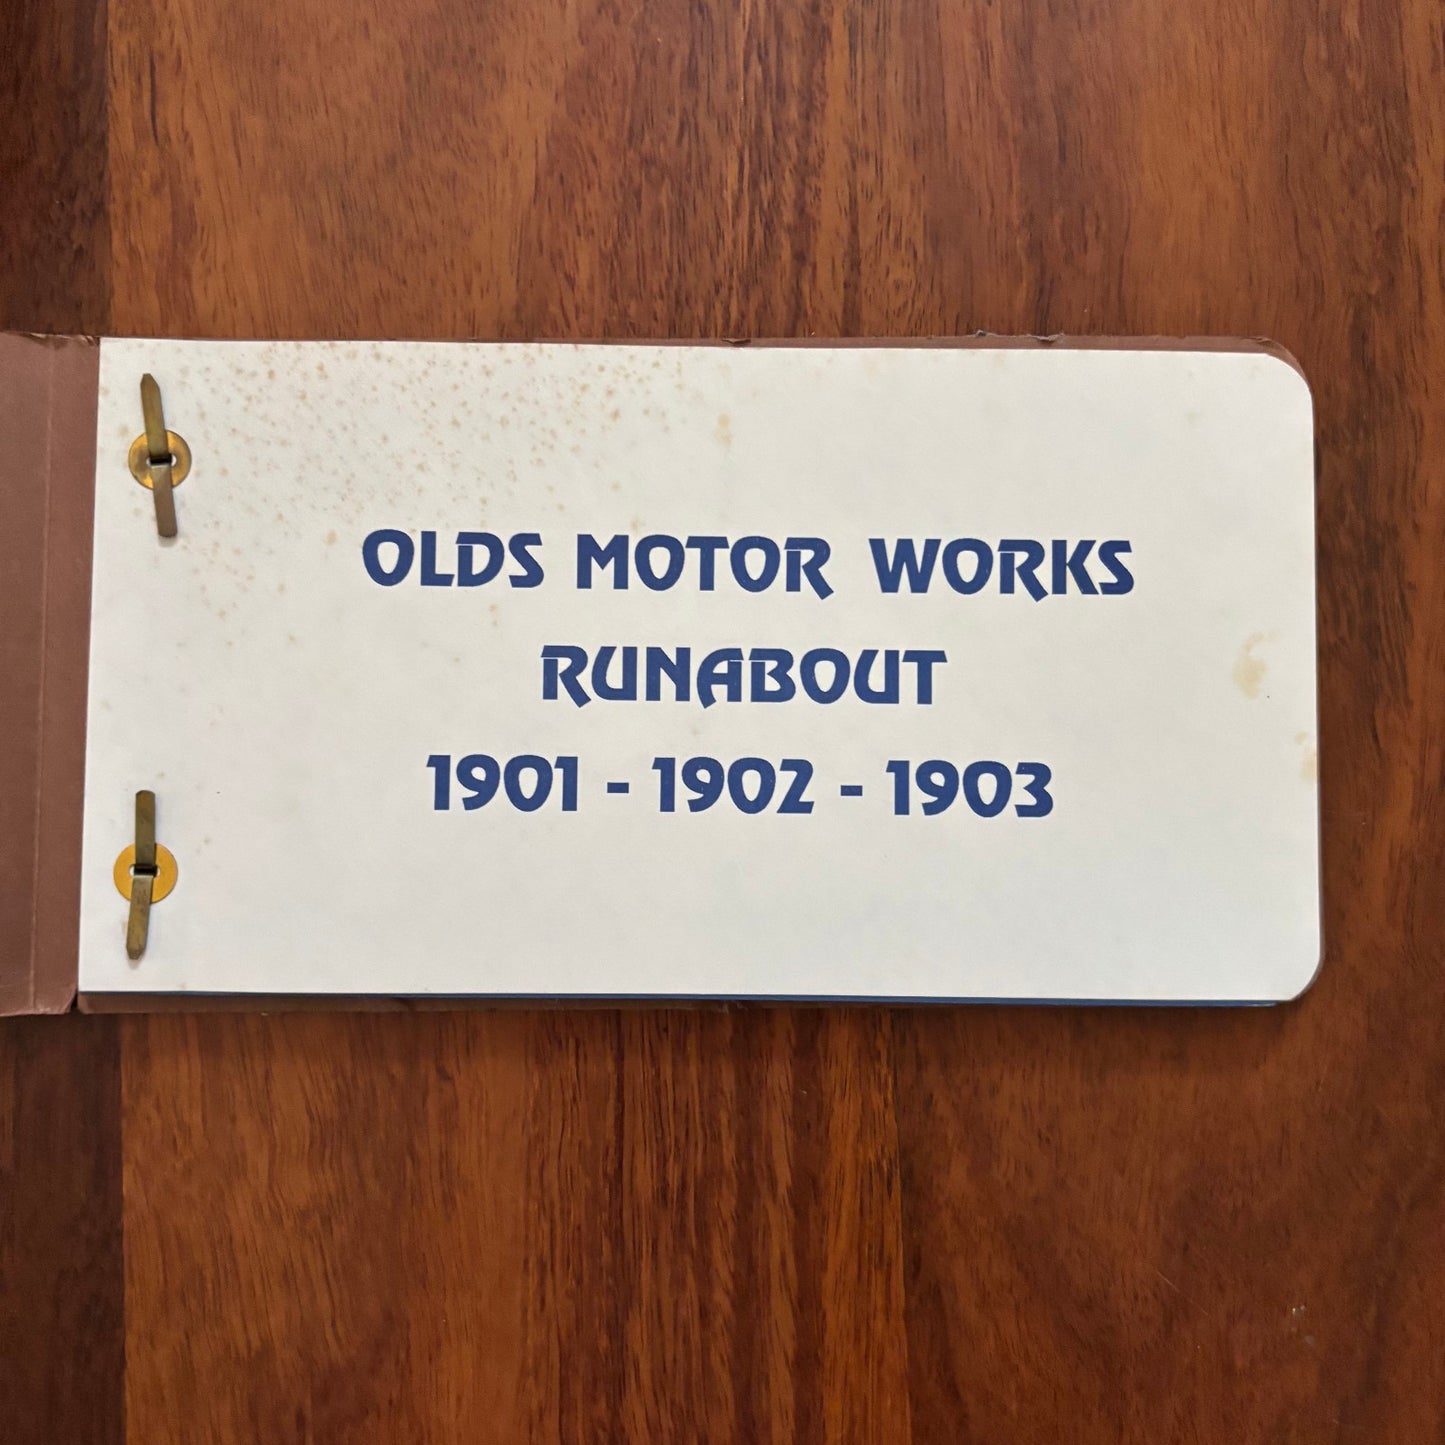 OLDS MOTOR WORKS
RUNABOUT
1901 - 1902 - 1903